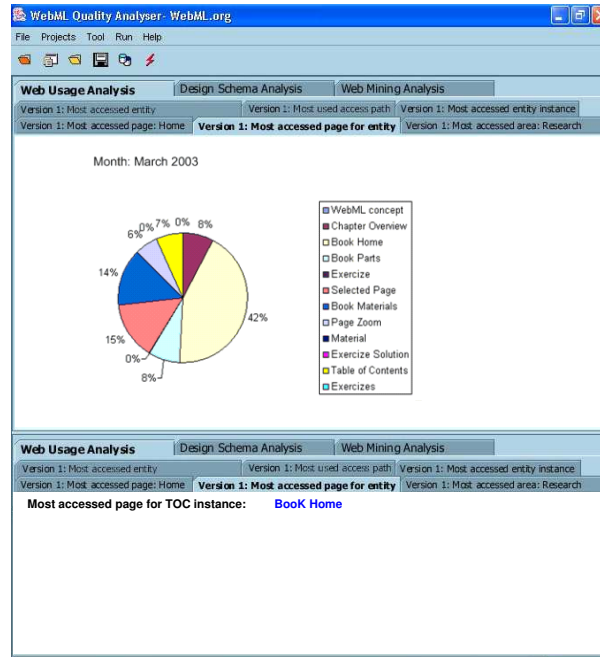 WebML Quality Analyser- WebML.org
File Projects Tool Run Help
Web Usage Analysis Design Schema Analysis Web Mining Analysis
Version 1: Most accessed entity Version 1: Most used access path Version 1: Most accessed entity instance
Version 1: Most accessed page: Home Version 1: Most accessed page for entity Version 1: Most accessed area: Research
Month: March 2003
6% 0% 7% 0% 8%
14%
42%
15%
0%
8%
WebML concept
Chapter Overview
Book Home
Book Parts
Exercize
Selected Page
Book Materials
Page Zoom
Material
Exercize Solution
Table of Contents
Exercizes
Web Usage Analysis Design Schema Analysis Web Mining Analysis
Version 1: Most accessed entity Version 1: Most used access path Version 1: Most accessed entity instance
Version 1: Most accessed page: Home Version 1: Most accessed page for entity Version 1: Most accessed area: Research
Most accessed page for TOC instance: BooK Home